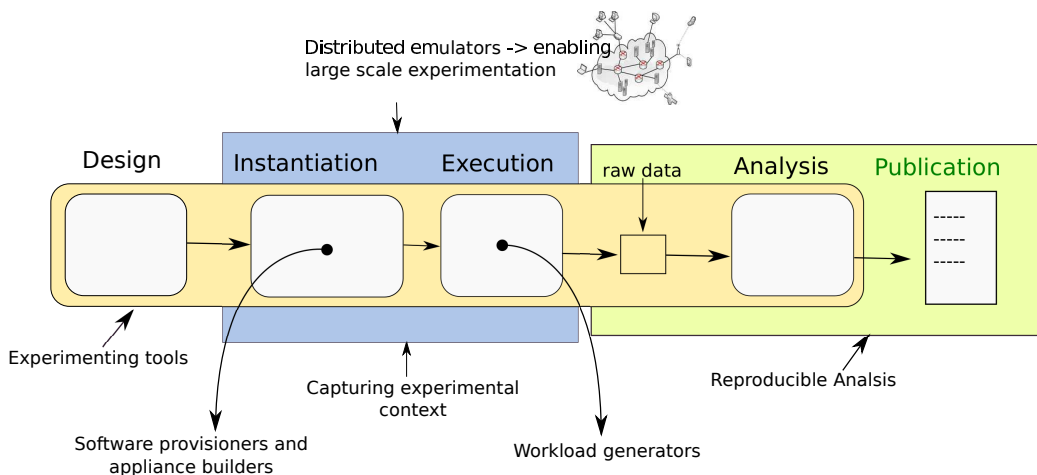 Distributed emulators -> enabling
large scale experimentation
Design
Instantiation
Execution
raw data
Analysis
Publication
-----
-----
-----
Experimenting tools
Capturing experimental
context
Reproducible Analsis
Software provisioners and
appliance builders
Workload generators